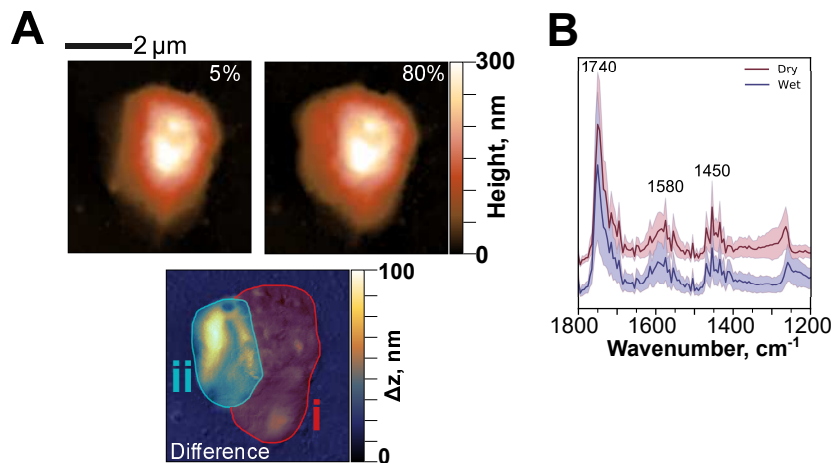 A
2 µm
5%
80%
300
0
Height, nm
100
0
Δz, nm
ii
i
Difference
B
1740
1580
1450
Dry
Wet
1800
1600
1400
1200
Wavenumber, cm⁻¹